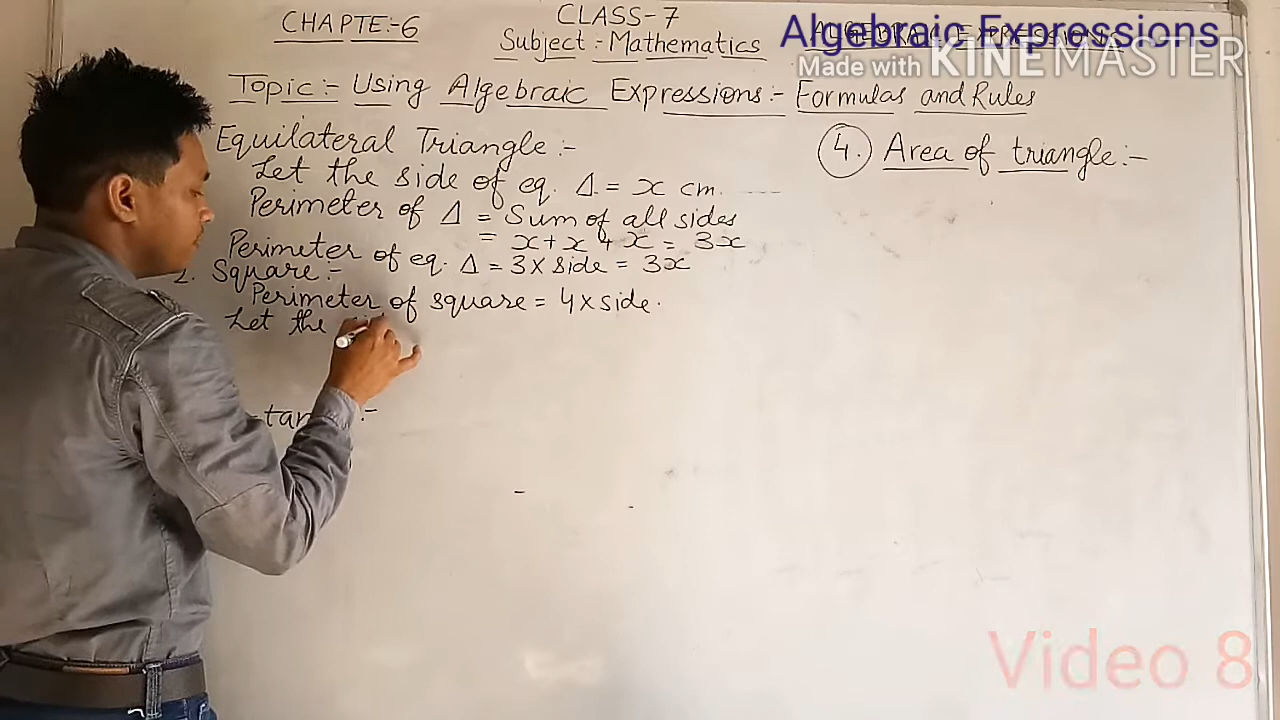 CHAPTE:-6
CLASS-7
Subject:-Mathematics
Algebraic Expressions
Made with KINEMASTER
Topic:- Using Algebraic Expressions:- Formulas and Rules
Equilateral Triangle:-
Let the side of eq. Δ = x cm.
Perimeter of Δ = Sum of all sides
= x+x+x = 3x
Perimeter of eq. Δ = 3×side = 3x
2. Square:-
Perimeter of square = 4×side.
Let the
4. Area of triangle:-
Video 8